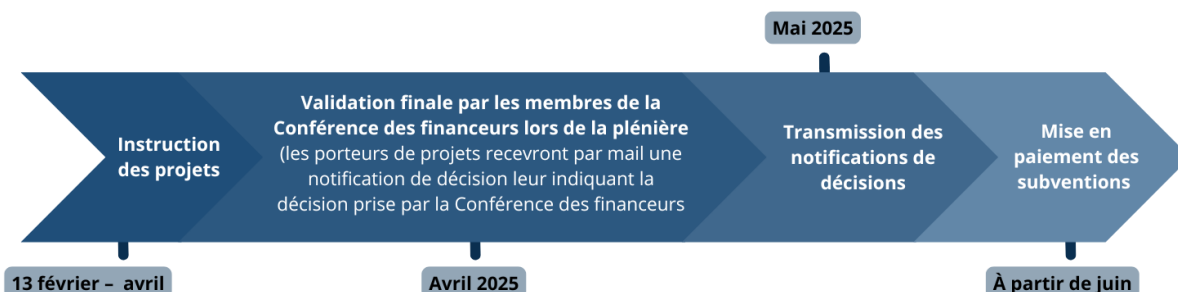 Mai 2025
Instruction
des projets
Validation finale par les membres de la
Conférence des financeurs lors de la plénière
(les porteurs de projets recevront par mail une
notification de décision leur indiquant la
décision prise par la Conférence des financeurs
Transmission des
notifications de
décisions
Mise en
paiement des
subventions
13 février – avril
Avril 2025
À partir de juin